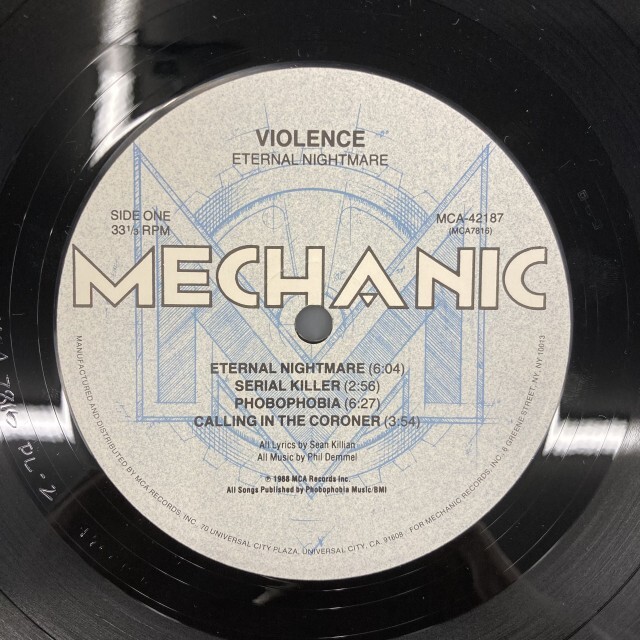 VIOLENCE
ETERNAL NIGHTMARE
SIDE ONE
33⅓ RPM
MCA-42187
(MCA7816)
MECHANIC
ETERNAL NIGHTMARE (6:04)
SERIAL KILLER (2:56)
PHOBOPHOBIA (6:27)
CALLING IN THE CORONER (3:54)
All Lyrics by Sean Killian
All Music by Phil Demmel
℗ 1988 MCA Records Inc.
All Songs Published by Phobophobia Music/BMI
MANUFACTURED AND DISTRIBUTED BY MCA RECORDS, INC. 70 UNIVERSAL CITY PLAZA, UNIVERSAL CITY, CA. 91608 - FOR MECHANIC RECORDS, INC. 6 GREENE STREET, NY, NY 10013